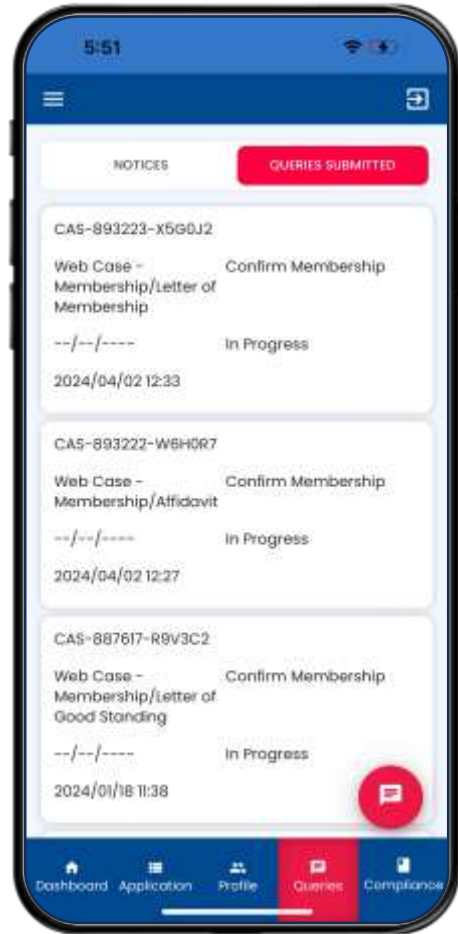 5:51
NOTICES
QUERIES SUBMITTED
CAS-893223-X5G0J2
Web Case - Confirm Membership
Membership/Letter of
Membership
--/--/---- In Progress
2024/04/02 12:33
CAS-893222-W6H0R7
Web Case - Confirm Membership
Membership/Affidavit
--/--/---- In Progress
2024/04/02 12:27
CAS-887617-R9V3C2
Web Case - Confirm Membership
Membership/Letter of
Good Standing
--/--/---- In Progress
2024/01/18 11:38
Dashboard Application Profile Queries Compliance